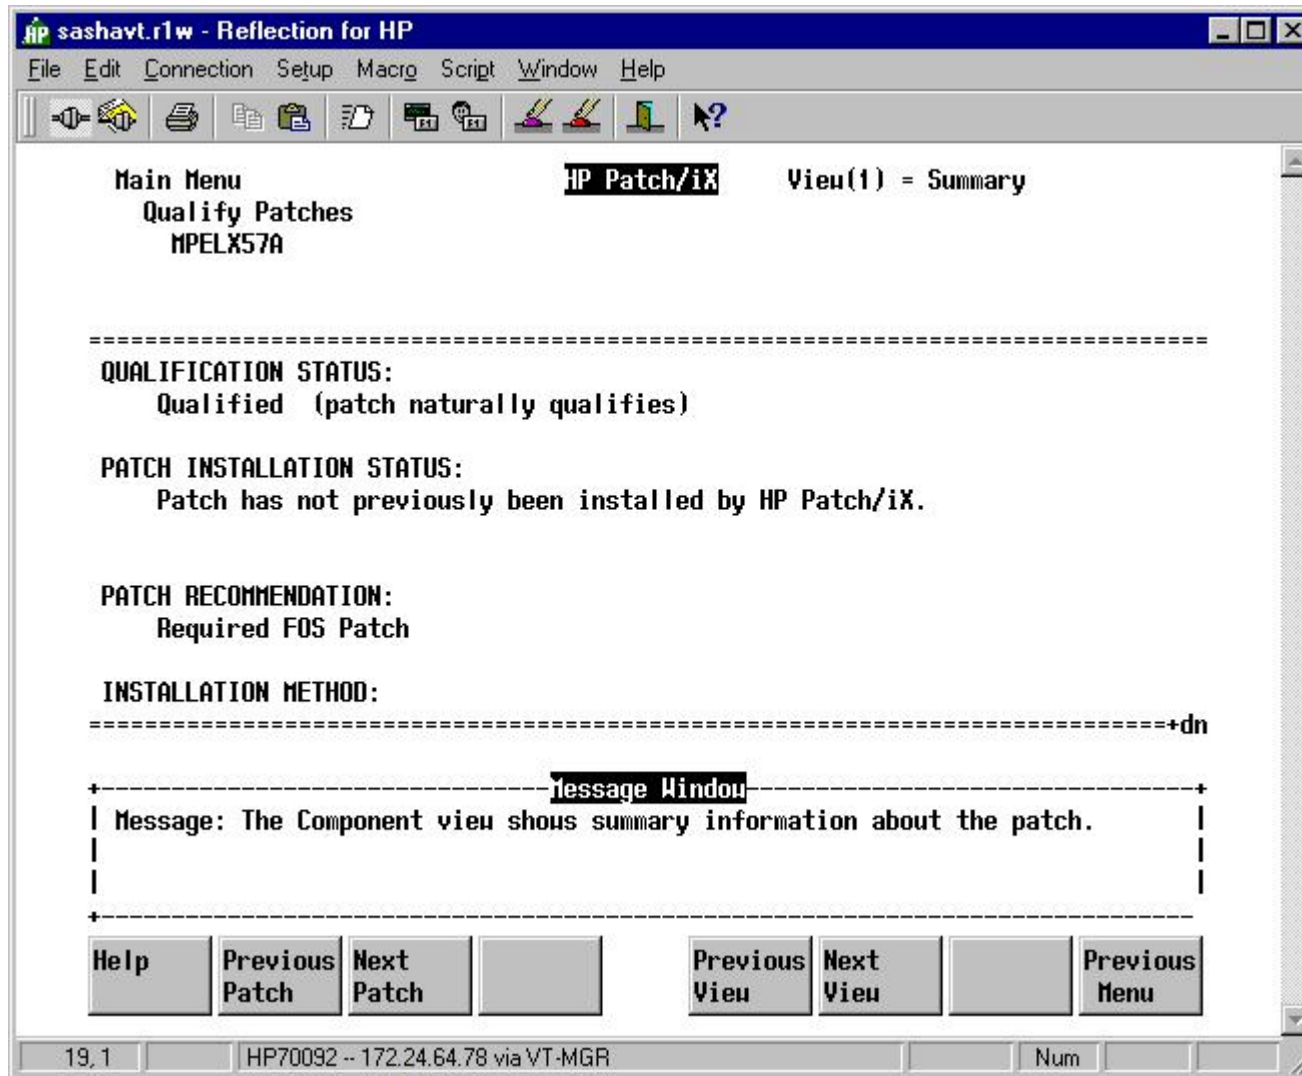 sashavt.r1w - Reflection for HP
File Edit Connection Setup Macro Script Window Help
Main Menu HP Patch/iX View(1) = Summary
Qualify Patches
MPELX57A
================================================================================
QUALIFICATION STATUS:
Qualified (patch naturally qualifies)
PATCH INSTALLATION STATUS:
Patch has not previously been installed by HP Patch/iX.
PATCH RECOMMENDATION:
Required FOS Patch
INSTALLATION METHOD:
=============================================================================+dn
+--------------------------------Message Window--------------------------------+
| Message: The Component view shows summary information about the patch. |
Help Previous Patch Next Patch Previous View Next View Previous Menu
19, 1 HP70092 -- 172.24.64.78 via VT-MGR Num